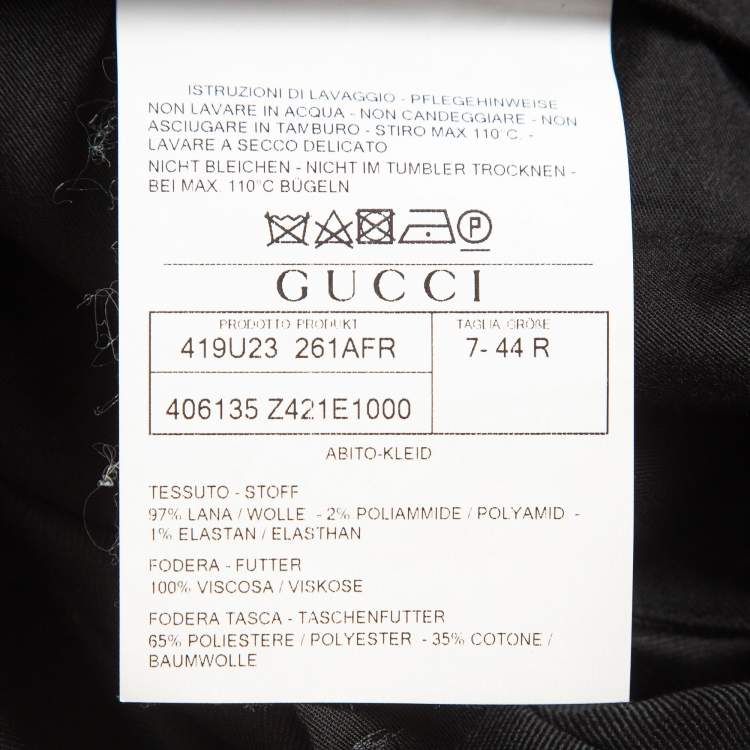 ISTRUZIONI DI LAVAGGIO - PFLEGEHINWEISE
NON LAVARE IN ACQUA - NON CANDEGGIARE - NON
ASCIUGARE IN TAMBURO - STIRO MAX 110°C. -
LAVARE A SECCO DELICATO
NICHT BLEICHEN - NICHT IM TUMBLER TROCKNEN -
BEI MAX. 110°C BÜGELN
P
GUCCI
PRODOTTO PRODUKT
TAGLIA GRÖßE
419U23 261AFR
7- 44 R
406135 Z421E1000
ABITO-KLEID
TESSUTO - STOFF
97% LANA / WOLLE - 2% POLIAMMIDE / POLYAMID -
1% ELASTAN / ELASTHAN
FODERA - FUTTER
100% VISCOSA / VISKOSE
FODERA TASCA - TASCHENFUTTER
65% POLIESTERE / POLYESTER - 35% COTONE /
BAUMWOLLE